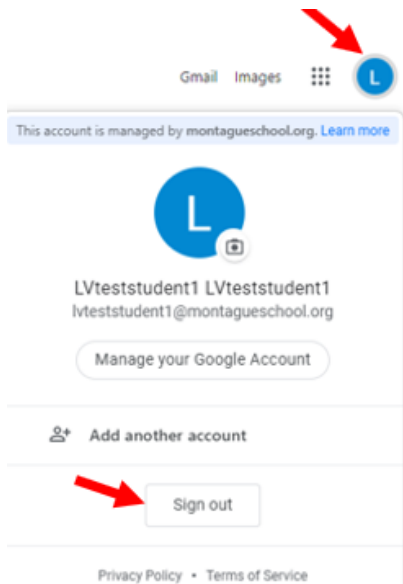 Gmail Images L
This account is managed by montagueschool.org. Learn more
L
LVteststudent1 LVteststudent1
lvteststudent1@montagueschool.org
Manage your Google Account
Add another account
Sign out
Privacy Policy • Terms of Service